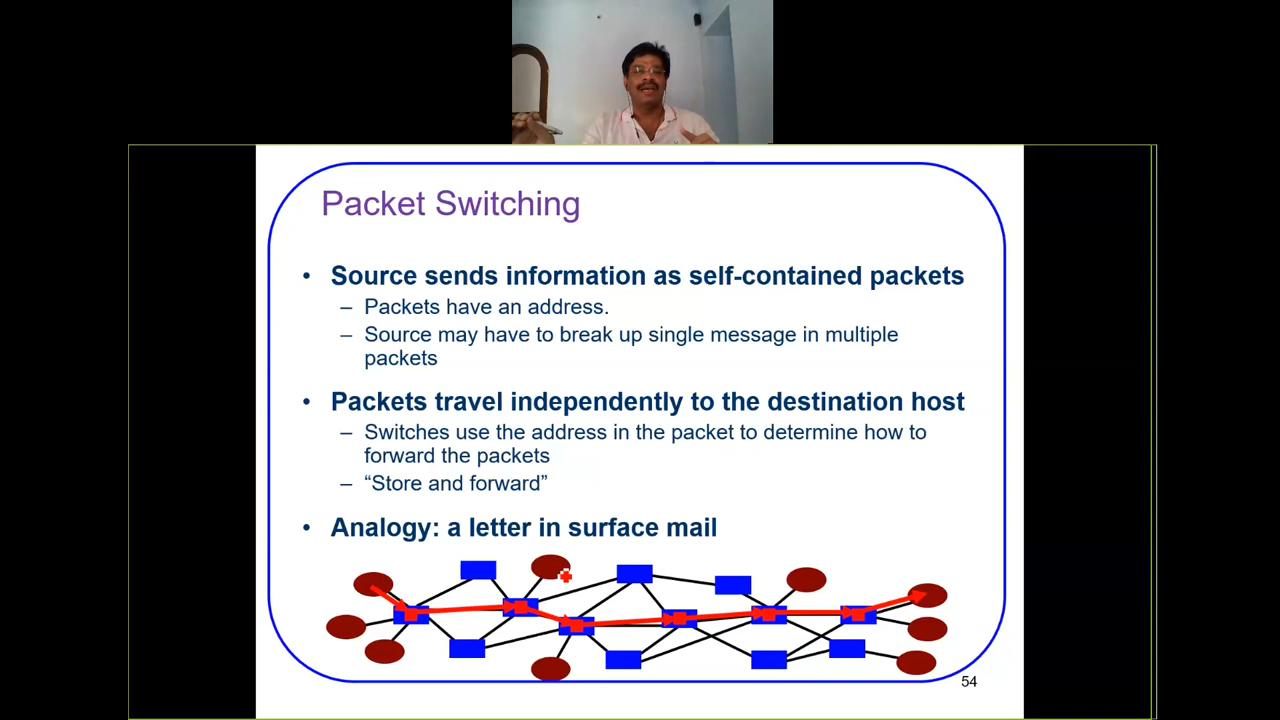 Packet Switching
• Source sends information as self-contained packets
– Packets have an address.
– Source may have to break up single message in multiple
packets
• Packets travel independently to the destination host
– Switches use the address in the packet to determine how to
forward the packets
– “Store and forward”
• Analogy: a letter in surface mail
54